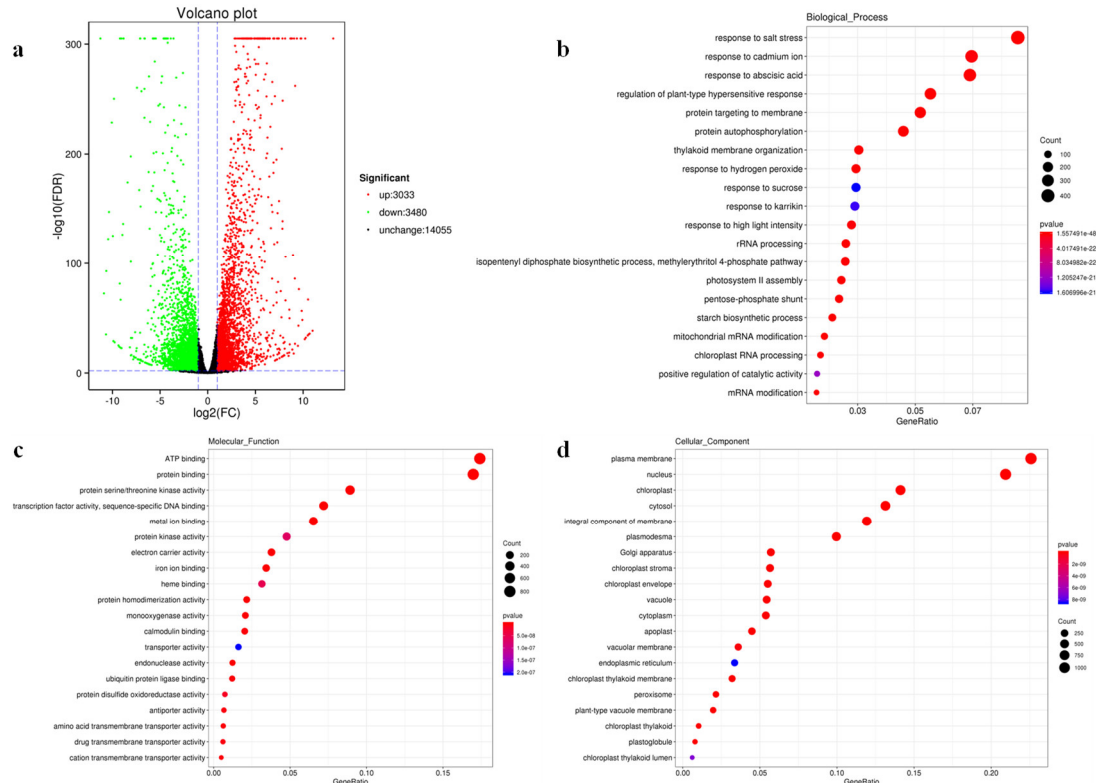 a
Volcano plot
300
200
100
0
-log10(FDR)
-10
-5
0
5
10
log2(FC)
Significant
up:3033
down:3480
unchange:14055
b
Biological_Process
response to salt stress
response to cadmium ion
response to abscisic acid
regulation of plant-type hypersensitive response
protein targeting to membrane
protein autophosphorylation
thylakoid membrane organization
response to hydrogen peroxide
response to sucrose
response to karrikin
response to high light intensity
rRNA processing
isopentenyl diphosphate biosynthetic process, methylerythritol 4-phosphate pathway
photosystem II assembly
pentose-phosphate shunt
starch biosynthetic process
mitochondrial mRNA modification
chloroplast RNA processing
positive regulation of catalytic activity
mRNA modification
0.03
0.05
0.07
GeneRatio
Count
100
200
300
400
pvalue
1.557491e-48
4.017492e-22
8.034982e-22
1.205247e-21
1.606996e-21
c
Molecular_Function
ATP binding
protein binding
protein serine/threonine kinase activity
transcription factor activity, sequence-specific DNA binding
metal ion binding
protein kinase activity
electron carrier activity
iron ion binding
heme binding
protein homodimerization activity
monooxygenase activity
calmodulin binding
transporter activity
endonuclease activity
ubiquitin protein ligase binding
protein disulfide oxidoreductase activity
antiporter activity
amino acid transmembrane transporter activity
drug transmembrane transporter activity
cation transmembrane transporter activity
0.00
0.05
0.10
0.15
GeneRatio
Count
200
400
600
800
pvalue
5.0e-08
1.0e-07
1.5e-07
2.0e-07
d
Cellular_Component
plasma membrane
nucleus
chloroplast
cytosol
integral component of membrane
plasmodesma
Golgi apparatus
chloroplast stroma
chloroplast envelope
vacuole
cytoplasm
apoplast
vacuolar membrane
endoplasmic reticulum
chloroplast thylakoid membrane
peroxisome
plant-type vacuole membrane
chloroplast thylakoid
plastoglobule
chloroplast thylakoid lumen
0.00
0.05
0.10
0.15
0.20
GeneRatio
pvalue
2e-09
4e-09
6e-09
8e-09
Count
250
500
750
1000